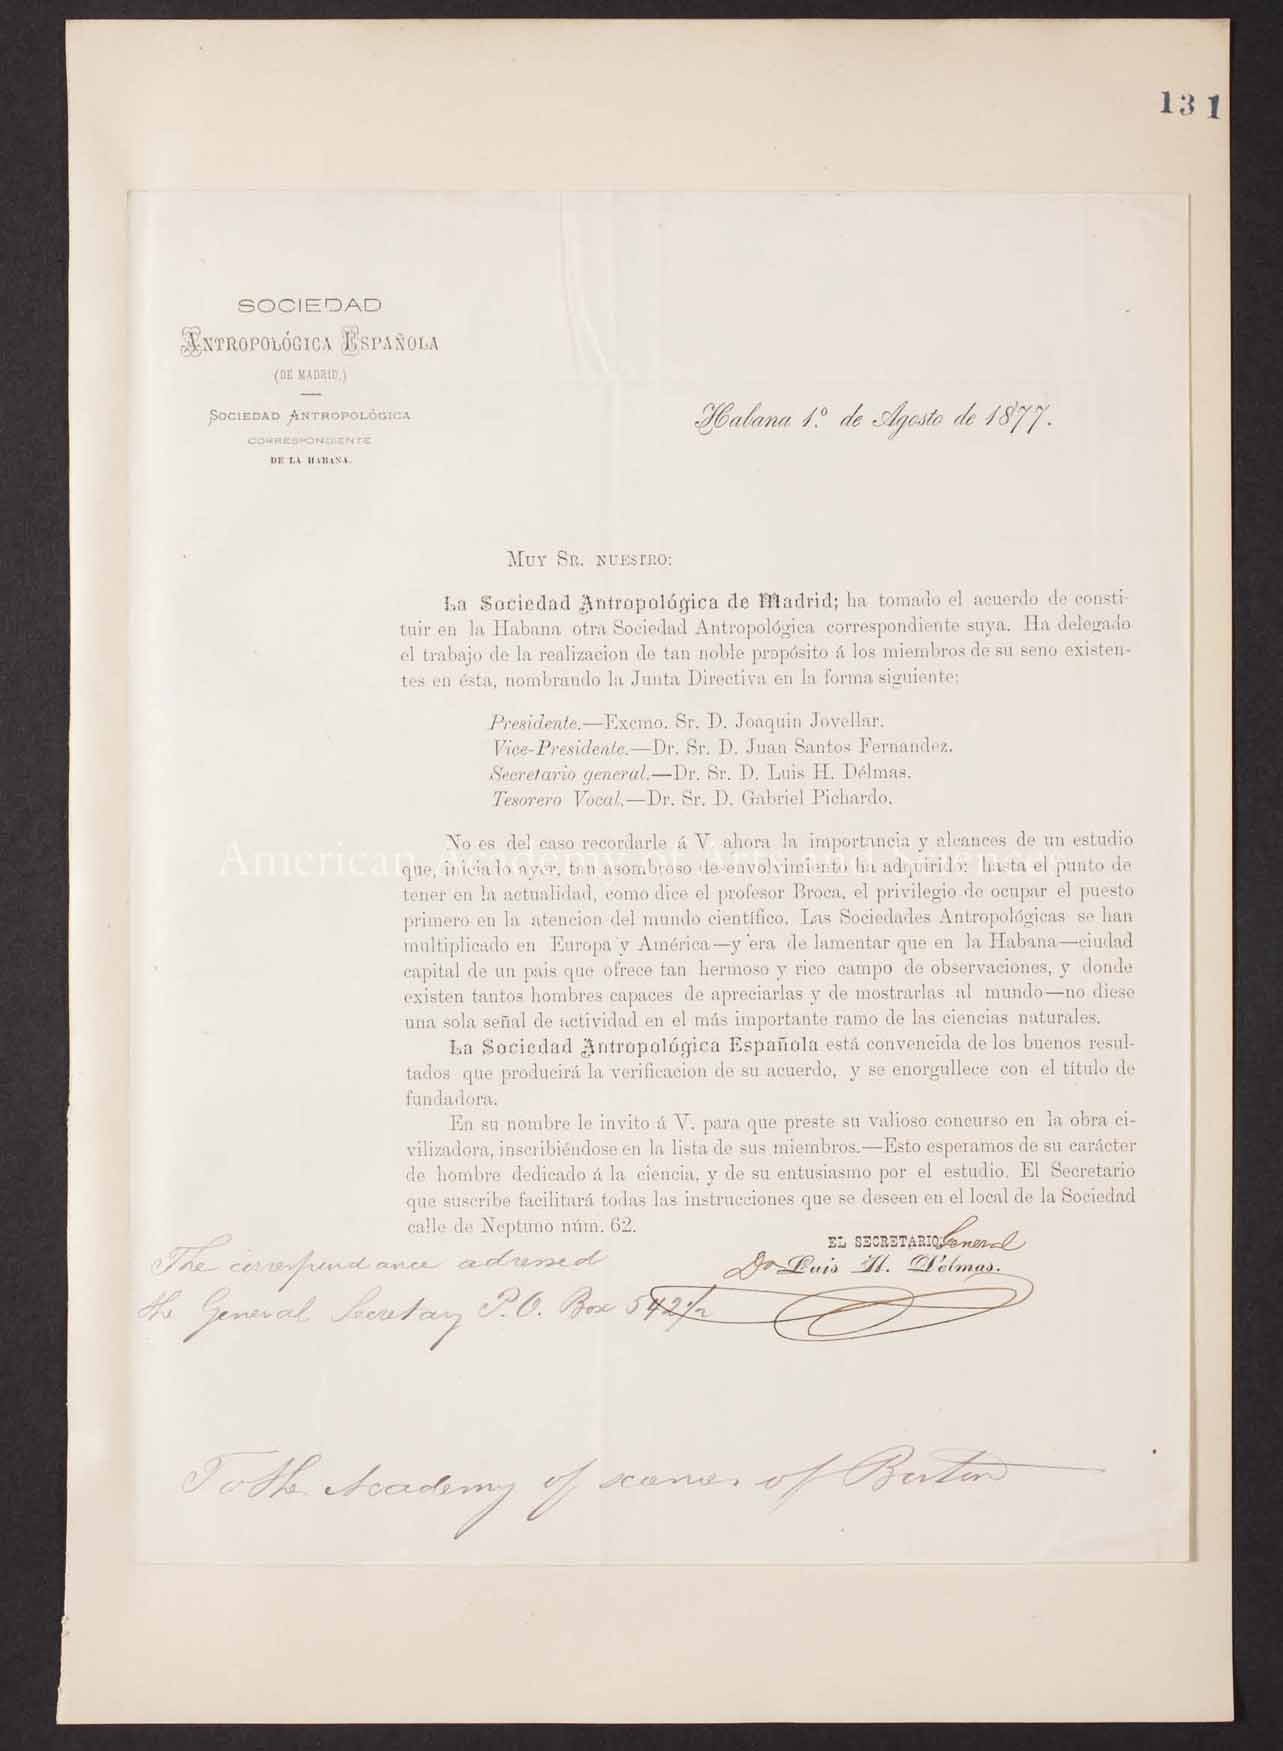 131
SOCIEDAD
ANTROPOLÓGICA ESPAÑOLA
(DE MADRID.)
SOCIEDAD ANTROPOLÓGICA
CORRESPONDIENTE
DE LA HABANA.
Habana 1.º de Agosto de 1877.
MUY SR. NUESTRO:
La Sociedad Antropológica de Madrid; ha tomado el acuerdo de consti-
tuir en la Habana otra Sociedad Antropológica correspondiente suya. Ha delegado
el trabajo de la realizacion de tan noble propósito á los miembros de su seno existen-
tes en ésta, nombrando la Junta Directiva en la forma siguiente:
Presidente.—Excmo. Sr. D. Joaquin Jovellar.
Vice-Presidente.—Dr. Sr. D. Juan Santos Fernandez.
Secretario general.—Dr. Sr. D. Luis H. Délmas.
Tesorero Vocal.—Dr. Sr. D. Gabriel Pichardo.
No es del caso recordarle á V. ahora la importancia y alcances de un estudio
American Academy of Arts and Sciences
que, iniciado ayer, tan asombroso desenvolvimiento ha adquirido: hasta el punto de
tener en la actualidad, como dice el profesor Broca, el privilegio de ocupar el puesto
primero en la atencion del mundo científico. Las Sociedades Antropológicas se han
multiplicado en Europa y América—y era de lamentar que en la Habana—ciudad
capital de un pais que ofrece tan hermoso y rico campo de observaciones, y donde
existen tantos hombres capaces de apreciarlas y de mostrarlas al mundo—no diese
una sola señal de actividad en el más importante ramo de las ciencias naturales.
La Sociedad Antropológica Española está convencida de los buenos resul-
tados que producirá la verificacion de su acuerdo, y se enorgullece con el título de
fundadora.
En su nombre le invito á V. para que preste su valioso concurso en la obra ci-
vilizadora, inscribiéndose en la lista de sus miembros.—Esto esperamos de su carácter
de hombre dedicado á la ciencia, y de su entusiasmo por el estudio. El Secretario
que suscribe facilitará todas las instrucciones que se deseen en el local de la Sociedad
calle de Neptuno núm. 62.
EL SECRETARIO General
Dr Luis H. Délmas.
The correspondance adressed
the General Secretary P.O. Box 542 1/2
To the Academy of sciences of Boston